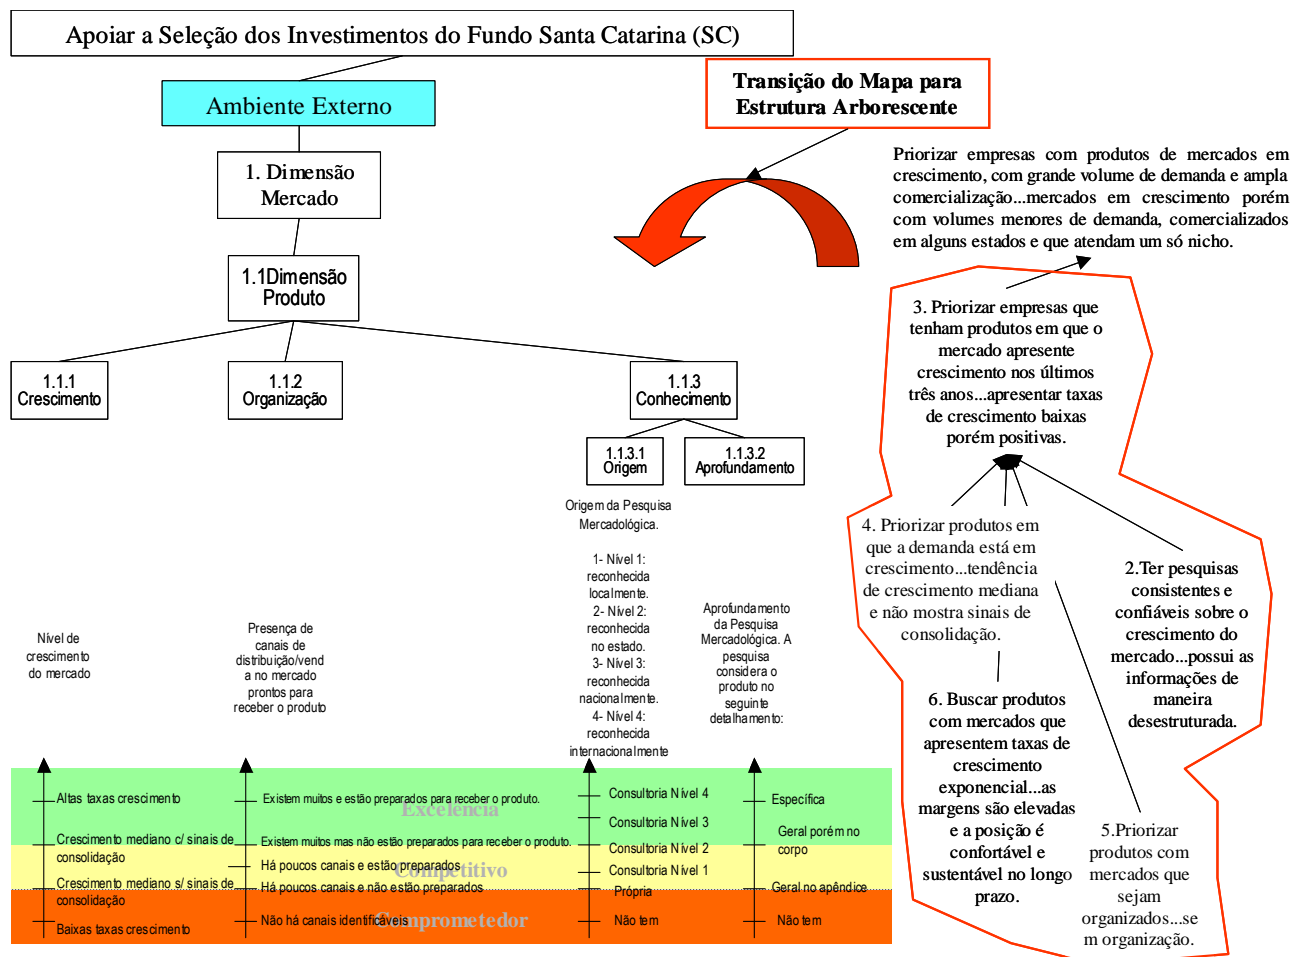 Apoiar a Seleção dos Investimentos do Fundo Santa Catarina (SC)
Ambiente Externo
1. Dimensão
Mercado
1.1Dimensão
Produto
1.1.1
Crescimento
1.1.2
Organização
1.1.3
Conhecimento
1.1.3.1
Origem
1.1.3.2
Aprofundamento
Transição do Mapa para
Estrutura Arborescente
Priorizar empresas com produtos de mercados em
crescimento, com grande volume de demanda e ampla
comercialização...mercados em crescimento porém
com volumes menores de demanda, comercializados
em alguns estados e que atendam um só nicho.
3. Priorizar empresas que
tenham produtos em que o
mercado apresente
crescimento nos últimos
três anos...apresentar taxas
de crescimento baixas
porém positivas.
4. Priorizar produtos em
que a demanda está em
crescimento...tendência
de crescimento mediana
e não mostra sinais de
consolidação.
2.Ter pesquisas
consistentes e
confiáveis sobre o
crescimento do
mercado...possui as
informações de
maneira
desestruturada.
6. Buscar produtos
com mercados que
apresentem taxas de
crescimento
exponencial...as
margens são elevadas
e a posição é
confortável e
sustentável no longo
prazo.
5.Priorizar
produtos com
mercados que
sejam
organizados...se
m organização.
Nível de
crescimento
do mercado
Presença de
canais de
distribuição/vend
a no mercado
prontos para
receber o produto
Origem da Pesquisa
Mercadológica.
1- Nível 1:
reconhecida
localmente.
2- Nível 2:
reconhecida
no estado.
3- Nível 3:
reconhecida
nacionalmente.
4- Nível 4:
reconhecida
internacionalmente
Aprofundamento
da Pesquisa
Mercadológica. A
pesquisa
considera o
produto no
seguinte
detalhamento:
Excelência
Competitivo
Comprometedor
Altas taxas crescimento
Crescimento mediano c/ sinais de
consolidação
Crescimento mediano s/ sinais de
consolidação
Baixas taxas crescimento
Existem muitos e estão preparados para receber o produto.
Existem muitos mas não estão preparados para receber o produto.
Há poucos canais e estão preparados
Há poucos canais e não estão preparados
Não há canais identificáveis
Consultoria Nível 4
Consultoria Nível 3
Consultoria Nível 2
Consultoria Nível 1
Própria
Não tem
Específica
Geral porém no
corpo
Geral no apêndice
Não tem